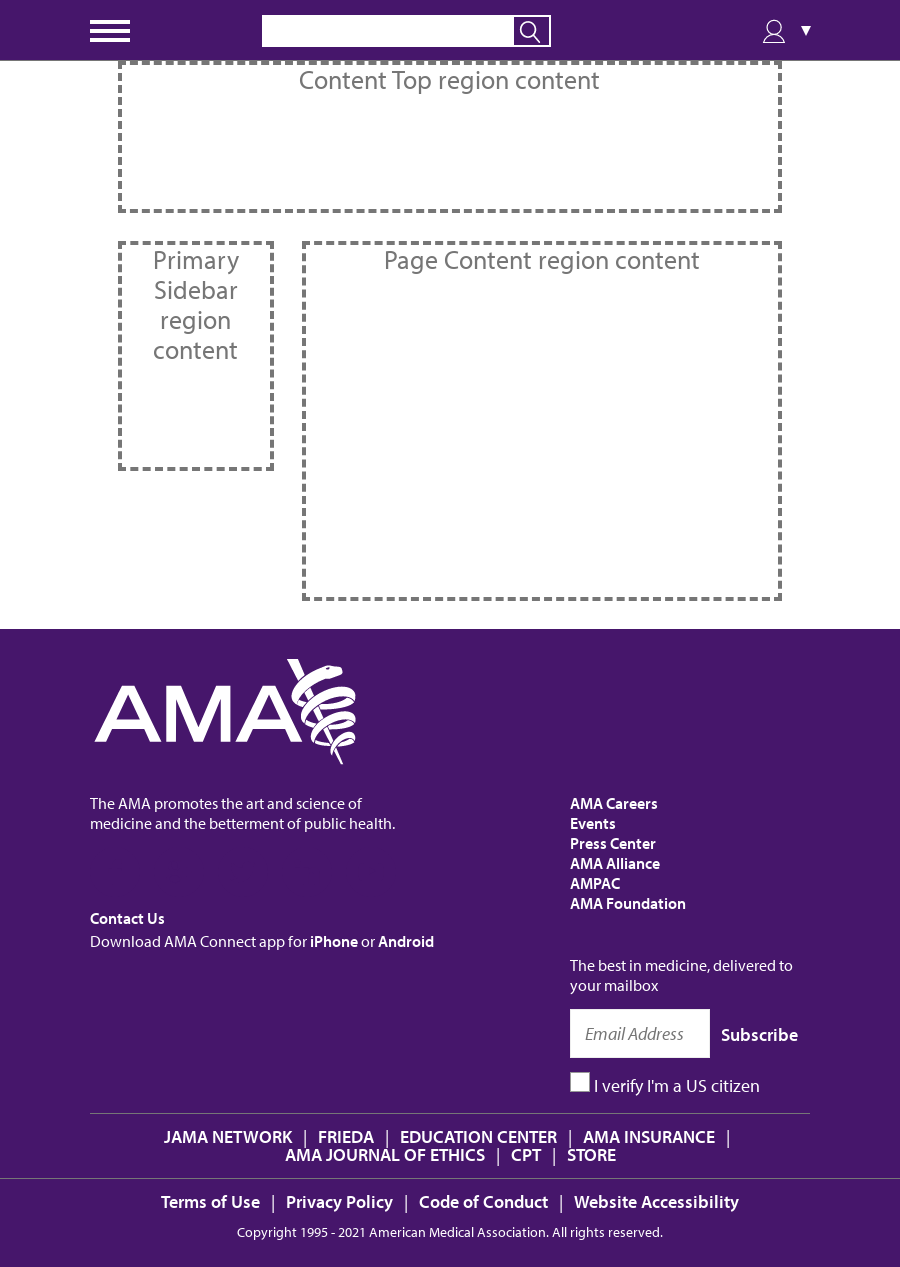 Content Top region content
Primary
Sidebar
region
content
Page Content region content
AMA
The AMA promotes the art and science of
medicine and the betterment of public health.
Contact Us
Download AMA Connect app for iPhone or Android
AMA Careers
Events
Press Center
AMA Alliance
AMPAC
AMA Foundation
The best in medicine, delivered to
your mailbox
Email Address Subscribe
I verify I'm a US citizen
JAMA NETWORK | FRIEDA | EDUCATION CENTER | AMA INSURANCE |
AMA JOURNAL OF ETHICS | CPT | STORE
Terms of Use | Privacy Policy | Code of Conduct | Website Accessibility
Copyright 1995 - 2021 American Medical Association. All rights reserved.